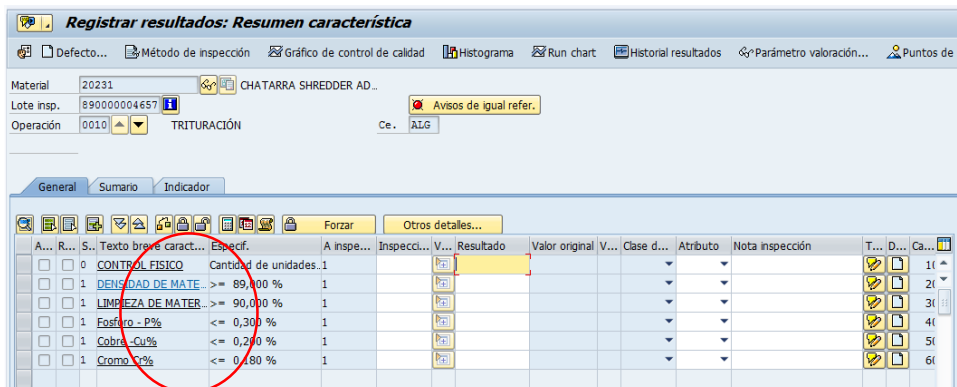 Registrar resultados: Resumen característica
Defecto... Método de inspección Gráfico de control de calidad Histograma Run chart Historial resultados Parámetro valoración... Puntos de
Material 20231 CHATARRA SHREDDER AD...
Lote insp. 890000004657 Avisos de igual refer.
Operación 0010 TRITURACIÓN Ce. ALG
General Sumario Indicador
Forzar Otros detalles...
A... R... S.. Texto breve caract... Especif. A inspe... Inspecci... V... Resultado Valor original V... Clase d... Atributo Nota inspección T... D... Ca...
0 CONTROL FISICO Cantidad de unidades.. 1 10
1 DENSIDAD DE MATE... >= 89,000 % 1 20
1 LIMPIEZA DE MATER... >= 90,000 % 1 30
1 Fosforo - P% <= 0,300 % 1 40
1 Cobre -Cu% <= 0,200 % 1 50
1 Cromo Cr% <= 0,180 % 1 60